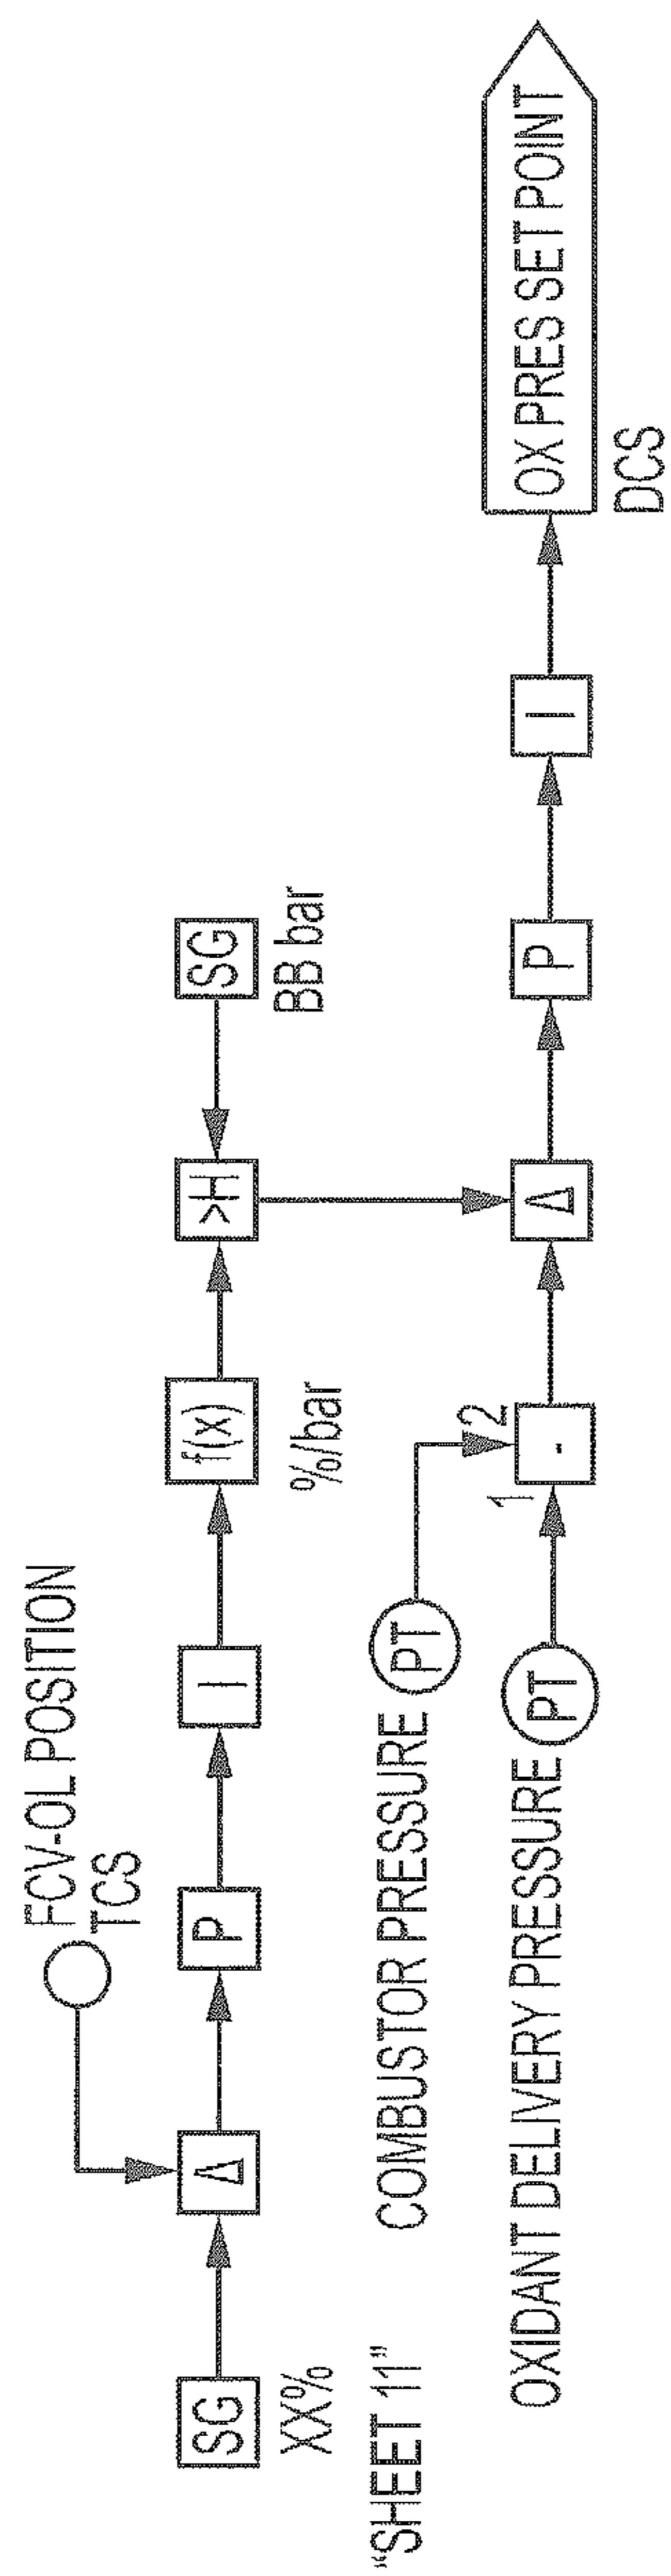 FCV-OL POSITION
TCS
SG
XX%
Δ
P
I
f(x)
%/bar
>H
SG
BB bar
"SHEET 11"
COMBUSTOR PRESSURE
PT
OXIDANT DELIVERY PRESSURE
PT
1
2
-
Δ
P
I
OX PRES SET POINT
DCS